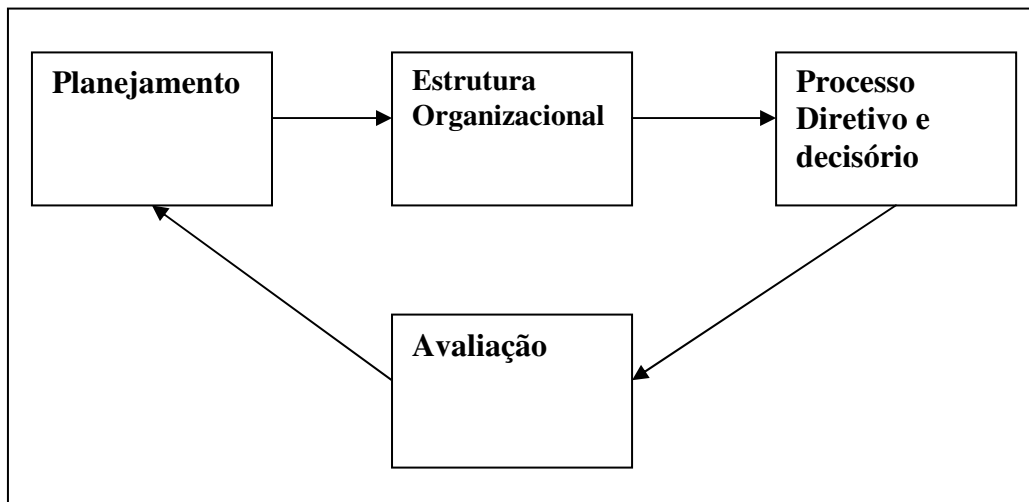 Planejamento
Estrutura
Organizacional
Processo
Diretivo e
decisório
Avaliação